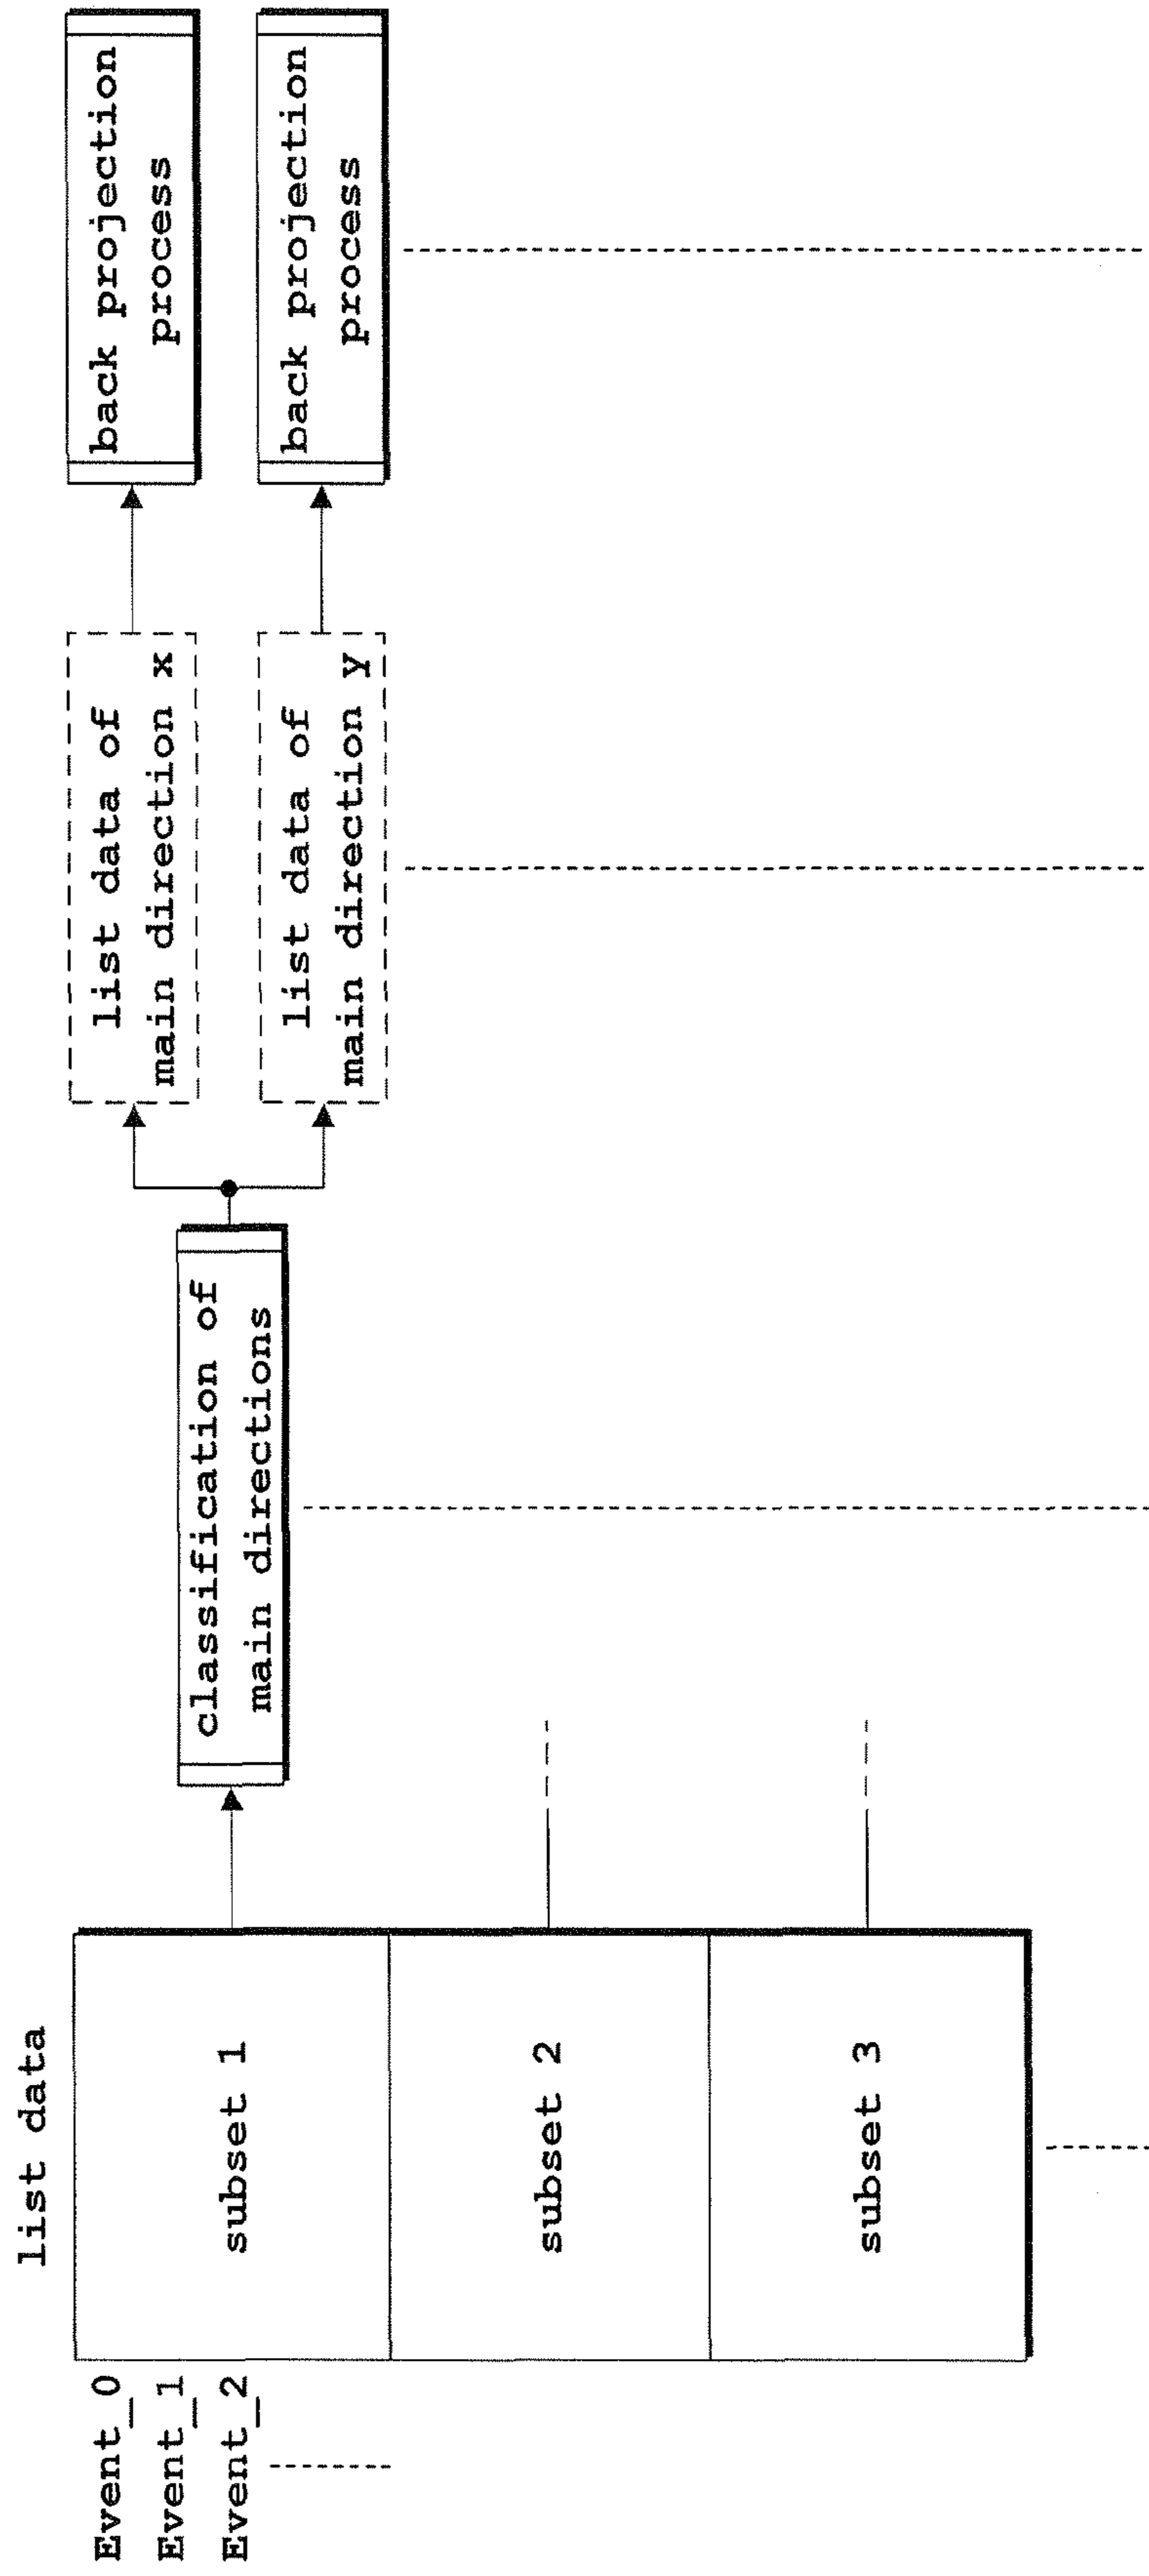 list data
Event_0
Event_1
Event_2
subset 1
subset 2
subset 3
classification of
main directions
list data of
main direction x
list data of
main direction y
back projection
process
back projection
process